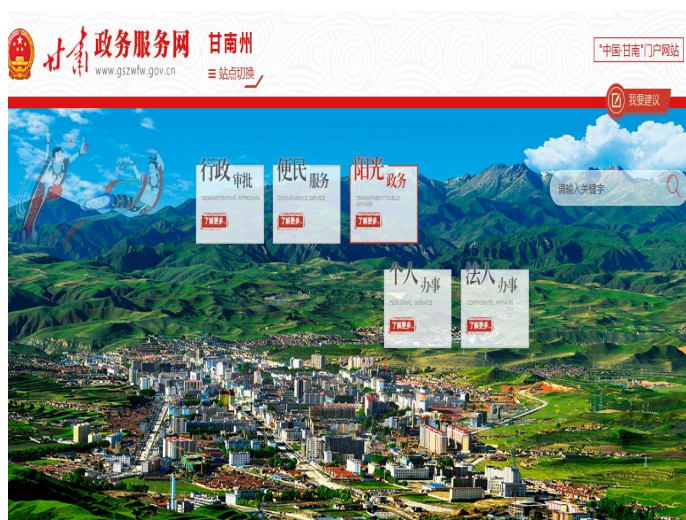 甘肃政务服务网
www.gszwfw.gov.cn
甘南州
站点切换
"中国·甘南"门户网站
我要建议
行政审批
ADMINISTRATIVE APPROVAL
了解更多..
便民服务
CONVENIENCE SERVICE
了解更多..
阳光政务
TRANSPARENT PUBLIC AFFAIRS
了解更多..
请输入关键字
个人办事
PERSONAL SERVICE
了解更多..
法人办事
CORPORATE AFFAIRS
了解更多..